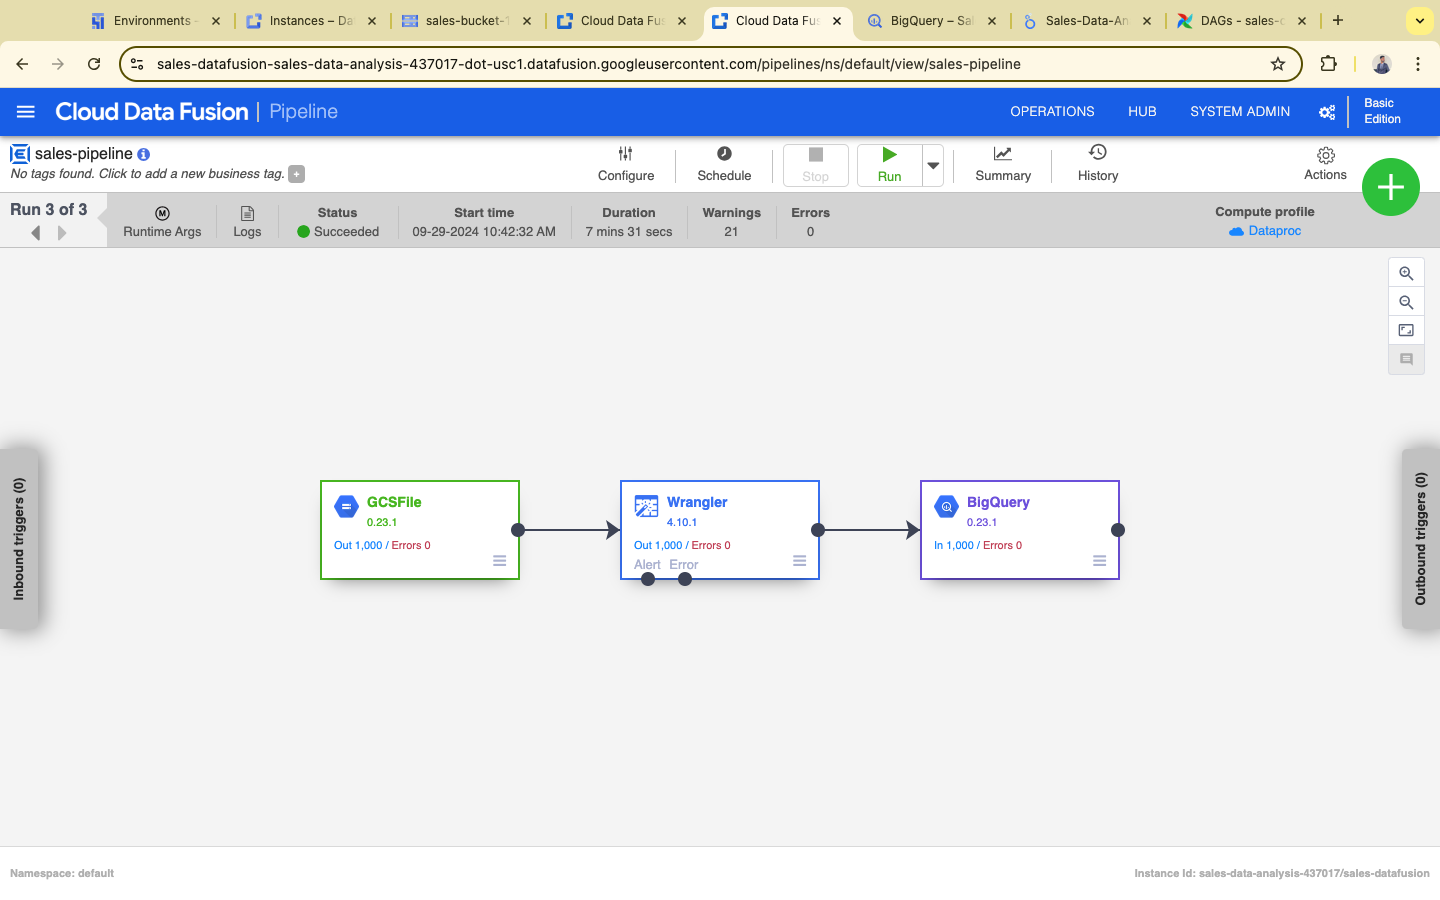 Environments -
Instances – Da
sales-bucket-1
Cloud Data Fus
Cloud Data Fus
BigQuery – Sal
Sales-Data-An
DAGs - sales-d
sales-datafusion-sales-data-analysis-437017-dot-usc1.datafusion.googleusercontent.com/pipelines/ns/default/view/sales-pipeline
Cloud Data Fusion | Pipeline
OPERATIONS
HUB
SYSTEM ADMIN
Basic
Edition
sales-pipeline
No tags found. Click to add a new business tag.
Configure
Schedule
Stop
Run
Summary
History
Actions
Run 3 of 3
Runtime Args
Logs
Status
Succeeded
Start time
09-29-2024 10:42:32 AM
Duration
7 mins 31 secs
Warnings
21
Errors
0
Compute profile
Dataproc
Inbound triggers (0)
GCSFile
0.23.1
Out 1,000 / Errors 0
Wrangler
4.10.1
Out 1,000 / Errors 0
Alert Error
BigQuery
0.23.1
In 1,000 / Errors 0
Outbound triggers (0)
Namespace: default
Instance Id: sales-data-analysis-437017/sales-datafusion